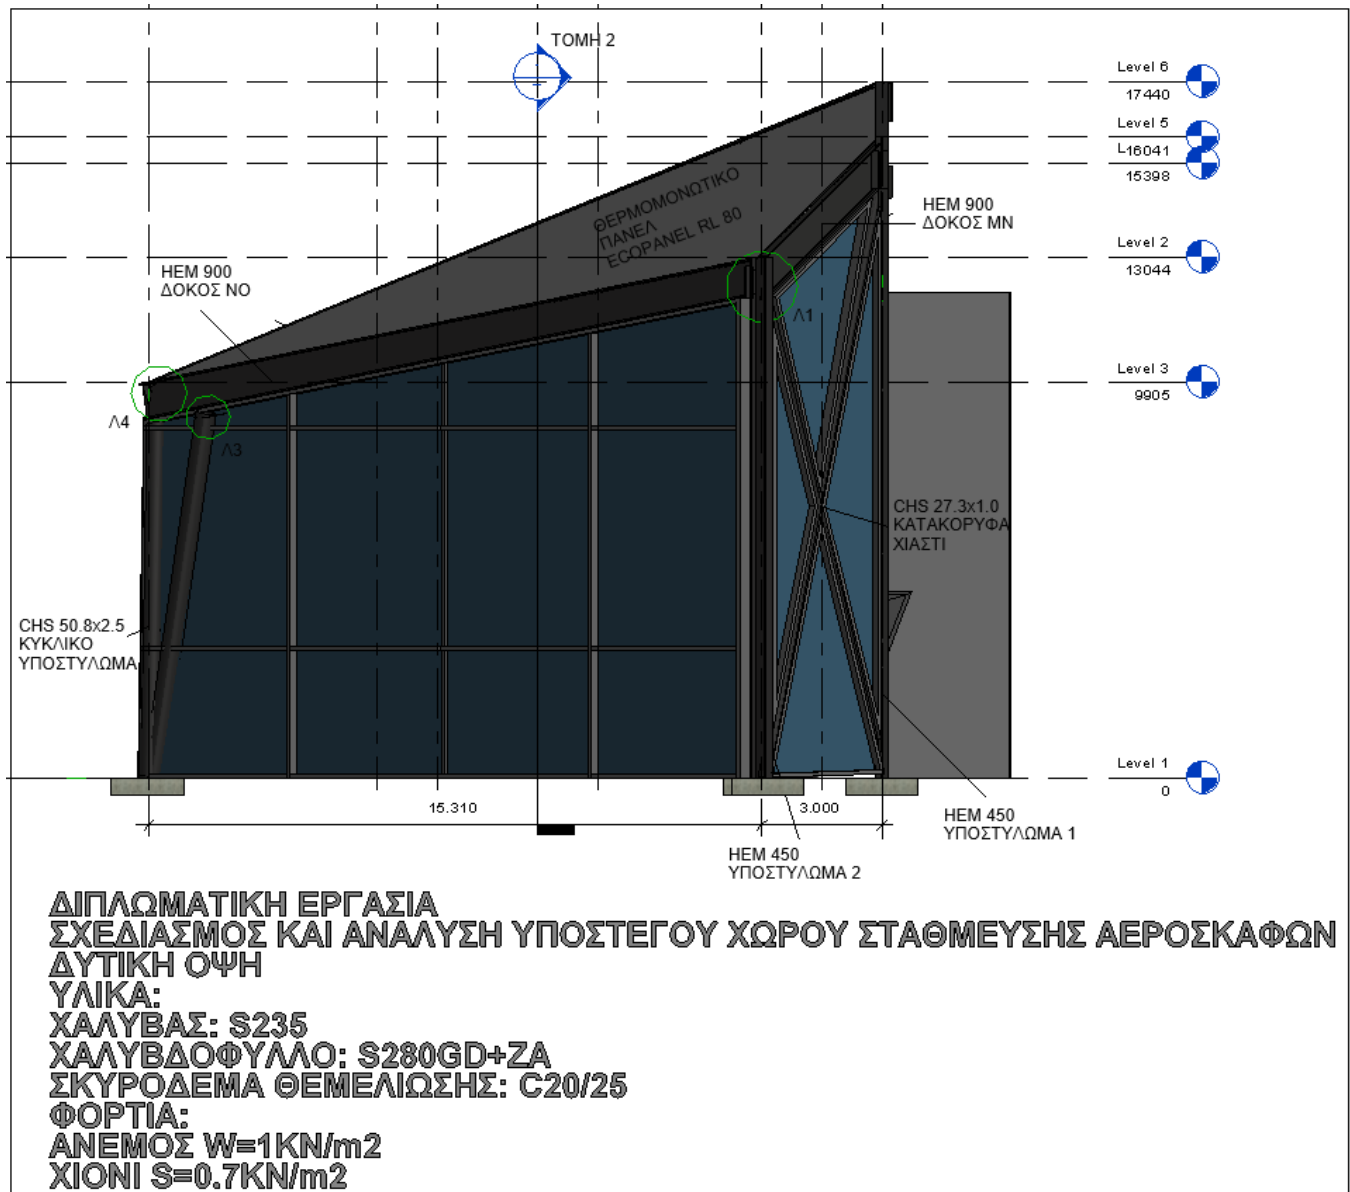 ΤΟΜΗ 2
Level 6
17440
Level 5
16041
15398
ΘΕΡΜΟΜΟΝΩΤΙΚΟ
ΠΑΝΕΛ
ECOPANEL RL 80
HEM 900
ΔΟΚΟΣ ΜΝ
Level 2
13044
HEM 900
ΔΟΚΟΣ ΝΟ
Λ1
Level 3
9905
Λ4
Λ3
CHS 27.3x1.0
ΚΑΤΑΚΟΡΥΦΑ
ΧΙΑΣΤΙ
CHS 50.8x2.5
ΚΥΚΛΙΚΟ
ΥΠΟΣΤΥΛΩΜΑ
Level 1
0
15.310
3.000
HEM 450
ΥΠΟΣΤΥΛΩΜΑ 1
HEM 450
ΥΠΟΣΤΥΛΩΜΑ 2
ΔΙΠΛΩΜΑΤΙΚΗ ΕΡΓΑΣΙΑ
ΣΧΕΔΙΑΣΜΟΣ ΚΑΙ ΑΝΑΛΥΣΗ ΥΠΟΣΤΕΓΟΥ ΧΩΡΟΥ ΣΤΑΘΜΕΥΣΗΣ ΑΕΡΟΣΚΑΦΩΝ
ΔΥΤΙΚΗ ΟΨΗ
ΥΛΙΚΑ:
ΧΑΛΥΒΑΣ: S235
ΧΑΛΥΒΔΟΦΥΛΛΟ: S280GD+ZA
ΣΚΥΡΟΔΕΜΑ ΘΕΜΕΛΙΩΣΗΣ: C20/25
ΦΟΡΤΙΑ:
ΑΝΕΜΟΣ W=1KN/m2
ΧΙΟΝΙ S=0.7KN/m2